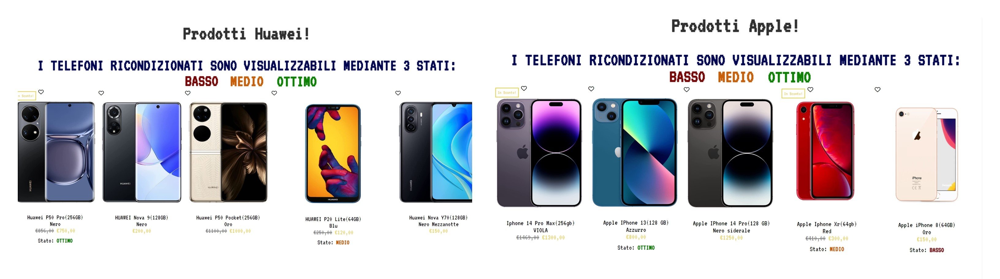 Prodotti Huawei!
I TELEFONI RICONDIZIONATI SONO VISUALIZZABILI MEDIANTE 3 STATI:
BASSO MEDIO OTTIMO
n Sconto!
HUAWEI
HUAWEI
HUAWEI
HUAWEI
HUAWEI
Huawei P50 Pro(256GB)
Nero
€856,00 €750,00
Stato: OTTIMO
HUAWEI Nova 9(128GB)
Nero
€200,00
Huawei P50 Pocket(256GB)
Oro
€1100,00 €1000,00
HUAWEI P20 Lite(64GB)
Blu
€250,00 €120,00
Stato: MEDIO
Huawei Nova Y70(128GB)
Nero Mezzanotte
€150,00
Prodotti Apple!
I TELEFONI RICONDIZIONATI SONO VISUALIZZABILI MEDIANTE 3 STATI:
BASSO MEDIO OTTIMO
In Sconto!
In Sconto!
iPhone
Iphone 14 Pro Max(256gb)
VIOLA
€1469,00 €1300,00
Apple IPhone 13(128 GB)
Azzurro
€800,00
Stato: OTTIMO
Apple IPhone 14 Pro(128 GB)
Nero siderale
€1250,00
Apple Iphone Xr(64gb)
Red
€410,00 €300,00
Stato: MEDIO
Apple iPhone 8(64GB)
Oro
€150,00
Stato: BASSO